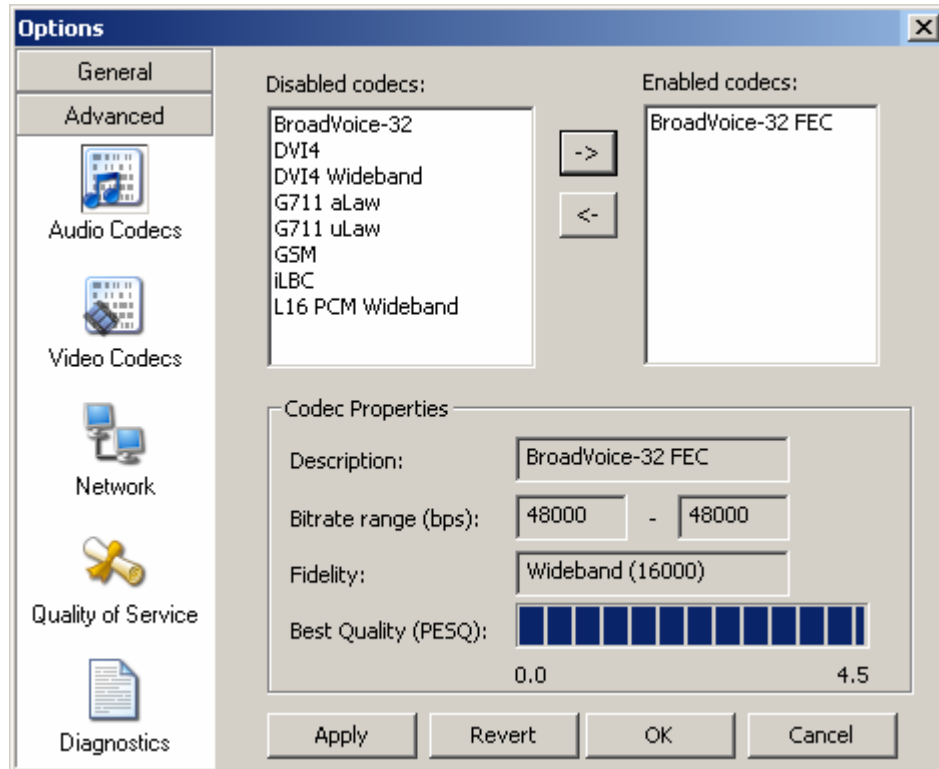 Options
General
Advanced
Audio Codecs
Video Codecs
Network
Quality of Service
Diagnostics
Disabled codecs:
BroadVoice-32
DVI4
DVI4 Wideband
G711 aLaw
G711 uLaw
GSM
iLBC
L16 PCM Wideband
->
<-
Enabled codecs:
BroadVoice-32 FEC
Codec Properties
Description: BroadVoice-32 FEC
Bitrate range (bps): 48000 - 48000
Fidelity: Wideband (16000)
Best Quality (PESQ):
0.0 4.5
Apply Revert OK Cancel